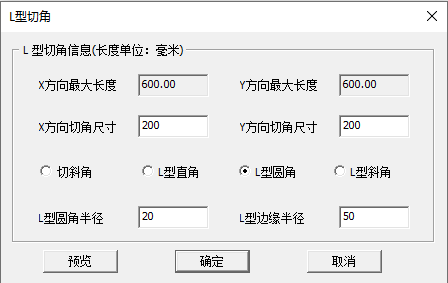 L型切角
L 型切角信息(长度单位：毫米)
X方向最大长度 600.00 Y方向最大长度 600.00
X方向切角尺寸 200 Y方向切角尺寸 200
切斜角 L型直角 L型圆角 L型斜角
L型圆角半径 20 L型边缘半径 50
预览 确定 取消